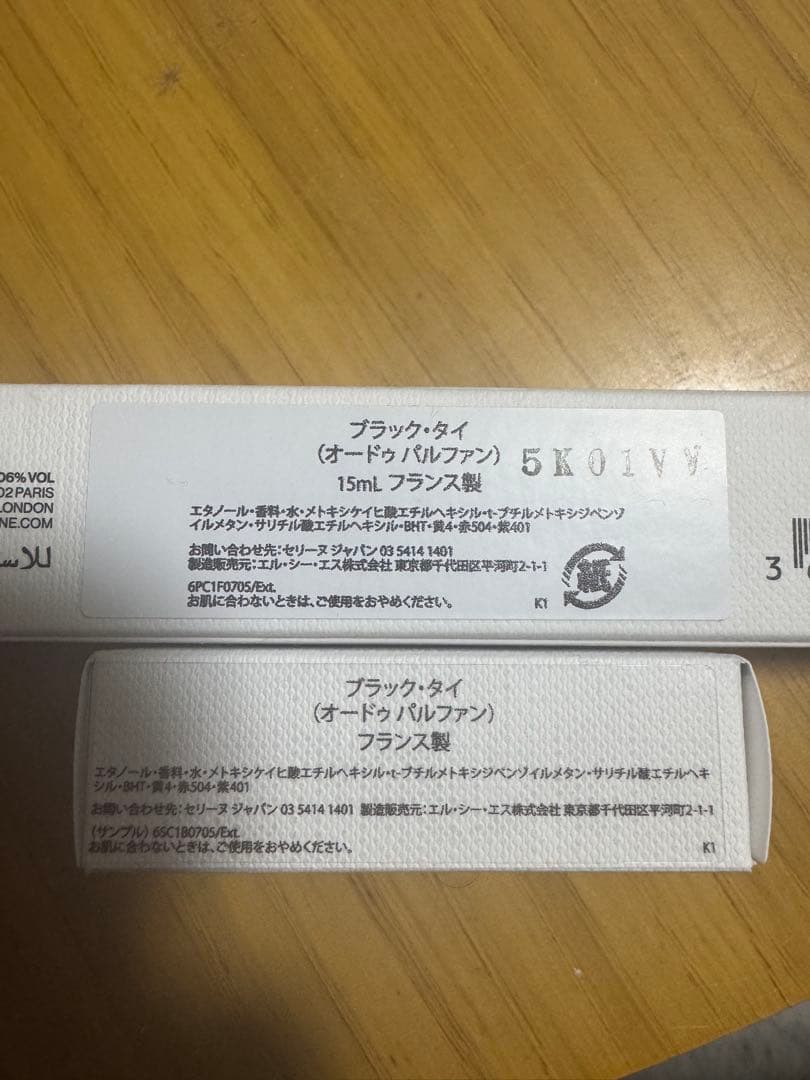 06% VOL
02 PARIS
LONDON
NE.COM
للاس
ブラック・タイ
（オードゥ パルファン）
15mL フランス製
5K01VV
エタノール・香料・水・メトキシケイヒ酸エチルヘキシル・t-ブチルメトキシジベンゾ
イルメタン・サリチル酸エチルヘキシル・BHT・黄4・赤504・紫401
お問い合わせ先：セリーヌ ジャパン 03 5414 1401
製造販売元：エル・シー・エス株式会社 東京都千代田区平河町2-1-1
6PC1F0705/Ext.
お肌に合わないときは、ご使用をおやめください。
K1
紙
3
ブラック・タイ
（オードゥ パルファン）
フランス製
エタノール・香料・水・メトキシケイヒ酸エチルヘキシル・t-ブチルメトキシジベンゾイルメタン・サリチル酸エチルヘキ
シル・BHT・黄4・赤504・紫401
お問い合わせ先：セリーヌ ジャパン 03 5414 1401 製造販売元：エル・シー・エス株式会社 東京都千代田区平河町2-1-1
（サンプル）6SC1B0705/Ext.
お肌に合わないときは、ご使用をおやめください。
K1